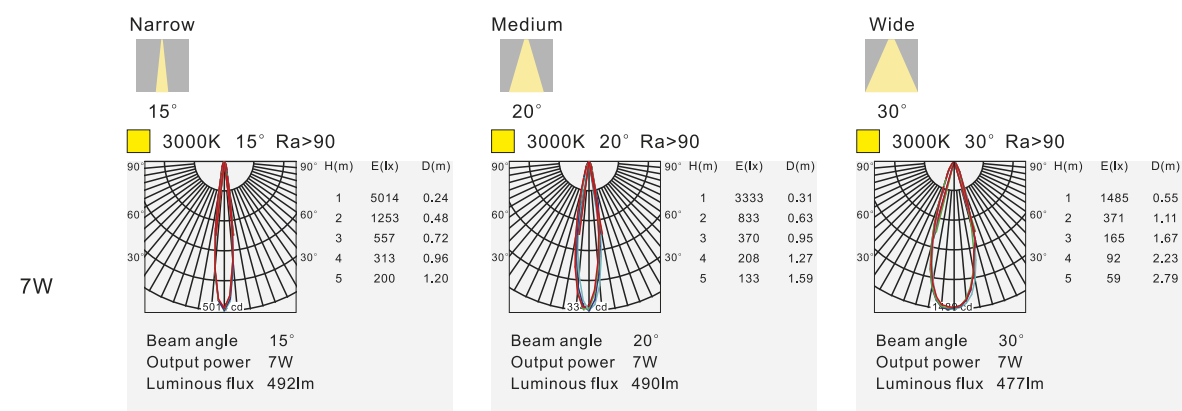 Narrow
15°
3000K 15° Ra>90
90° 90° H(m) E(lx) D(m)
1 5014 0.24
60° 60° 2 1253 0.48
3 557 0.72
30° 30° 4 313 0.96
5 200 1.20
cd
Beam angle 15°
Output power 7W
Luminous flux 492lm
Medium
20°
3000K 20° Ra>90
90° 90° H(m) E(lx) D(m)
1 3333 0.31
60° 60° 2 833 0.63
3 370 0.95
30° 30° 4 208 1.27
5 133 1.59
cd
Beam angle 20°
Output power 7W
Luminous flux 490lm
Wide
30°
3000K 30° Ra>90
90° 90° H(m) E(lx) D(m)
1 1485 0.55
60° 60° 2 371 1.11
3 165 1.67
30° 30° 4 92 2.23
5 59 2.79
cd
Beam angle 30°
Output power 7W
Luminous flux 477lm
7W